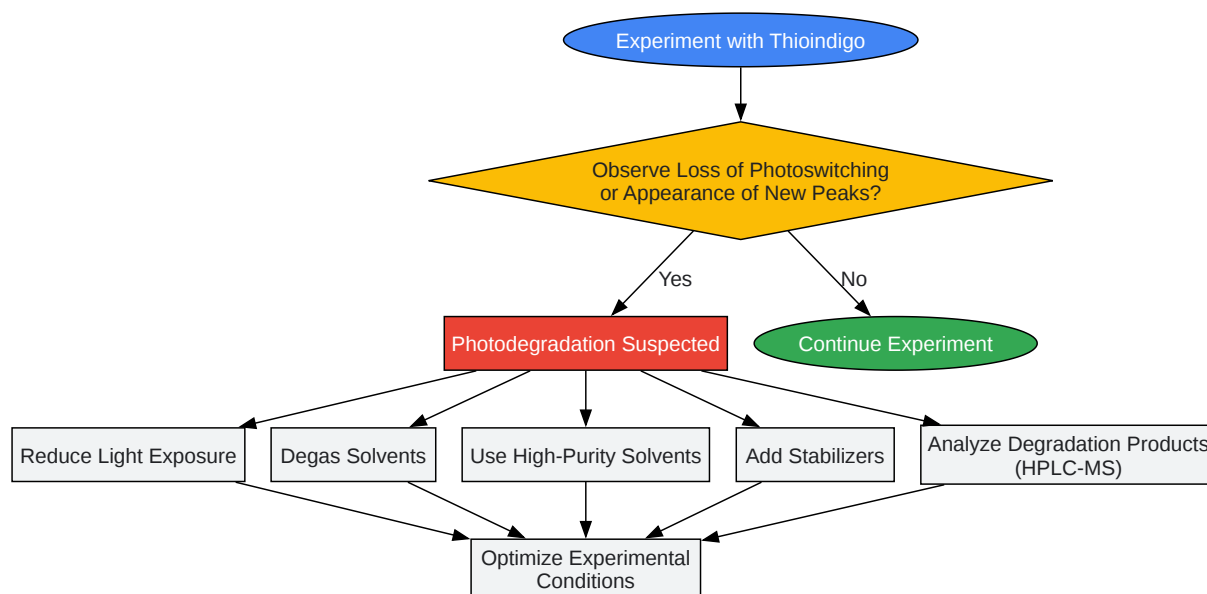 Experiment with Thioindigo
Observe Loss of Photoswitching
or Appearance of New Peaks?
Yes
No
Photodegradation Suspected
Continue Experiment
Reduce Light Exposure
Degas Solvents
Use High-Purity Solvents
Add Stabilizers
Analyze Degradation Products
(HPLC-MS)
Optimize Experimental
Conditions